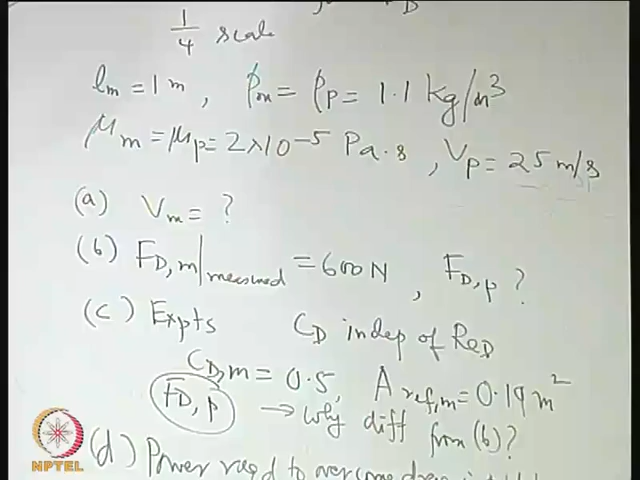 D
1/4 scale
lm = 1 m, ρm = ρp = 1.1 kg/m³
μm = μp = 2×10⁻⁵ Pa.s, Vp = 25 m/s
(a) Vm = ?
(b) FD,m|measured = 600 N, FD,p ?
(c) Expts CD indep of ReD
CD,m = 0.5, Aref,m = 0.19 m²
FD,p → why diff from (b)?
(d) Power reqd to overcome drag
NPTEL